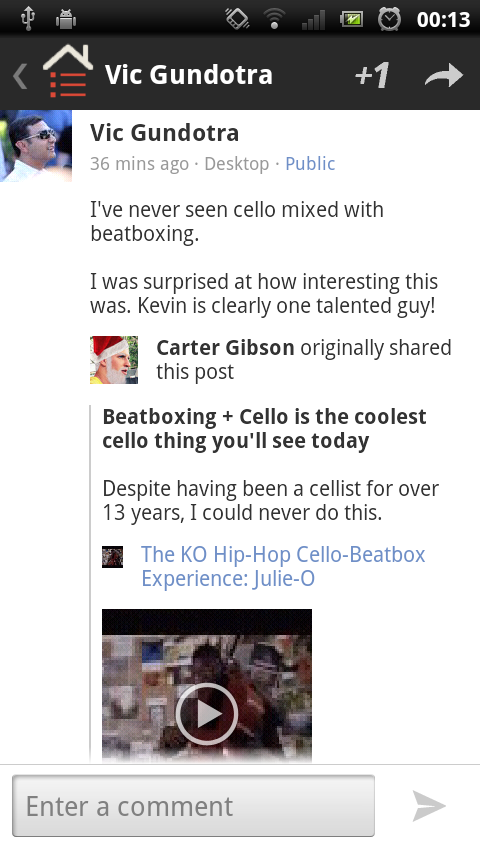 00:13
Vic Gundotra
+1
Vic Gundotra
36 mins ago · Desktop · Public
I've never seen cello mixed with
beatboxing.
I was surprised at how interesting this
was. Kevin is clearly one talented guy!
Carter Gibson originally shared
this post
Beatboxing + Cello is the coolest
cello thing you'll see today
Despite having been a cellist for over
13 years, I could never do this.
The KO Hip-Hop Cello-Beatbox
Experience: Julie-O
Enter a comment